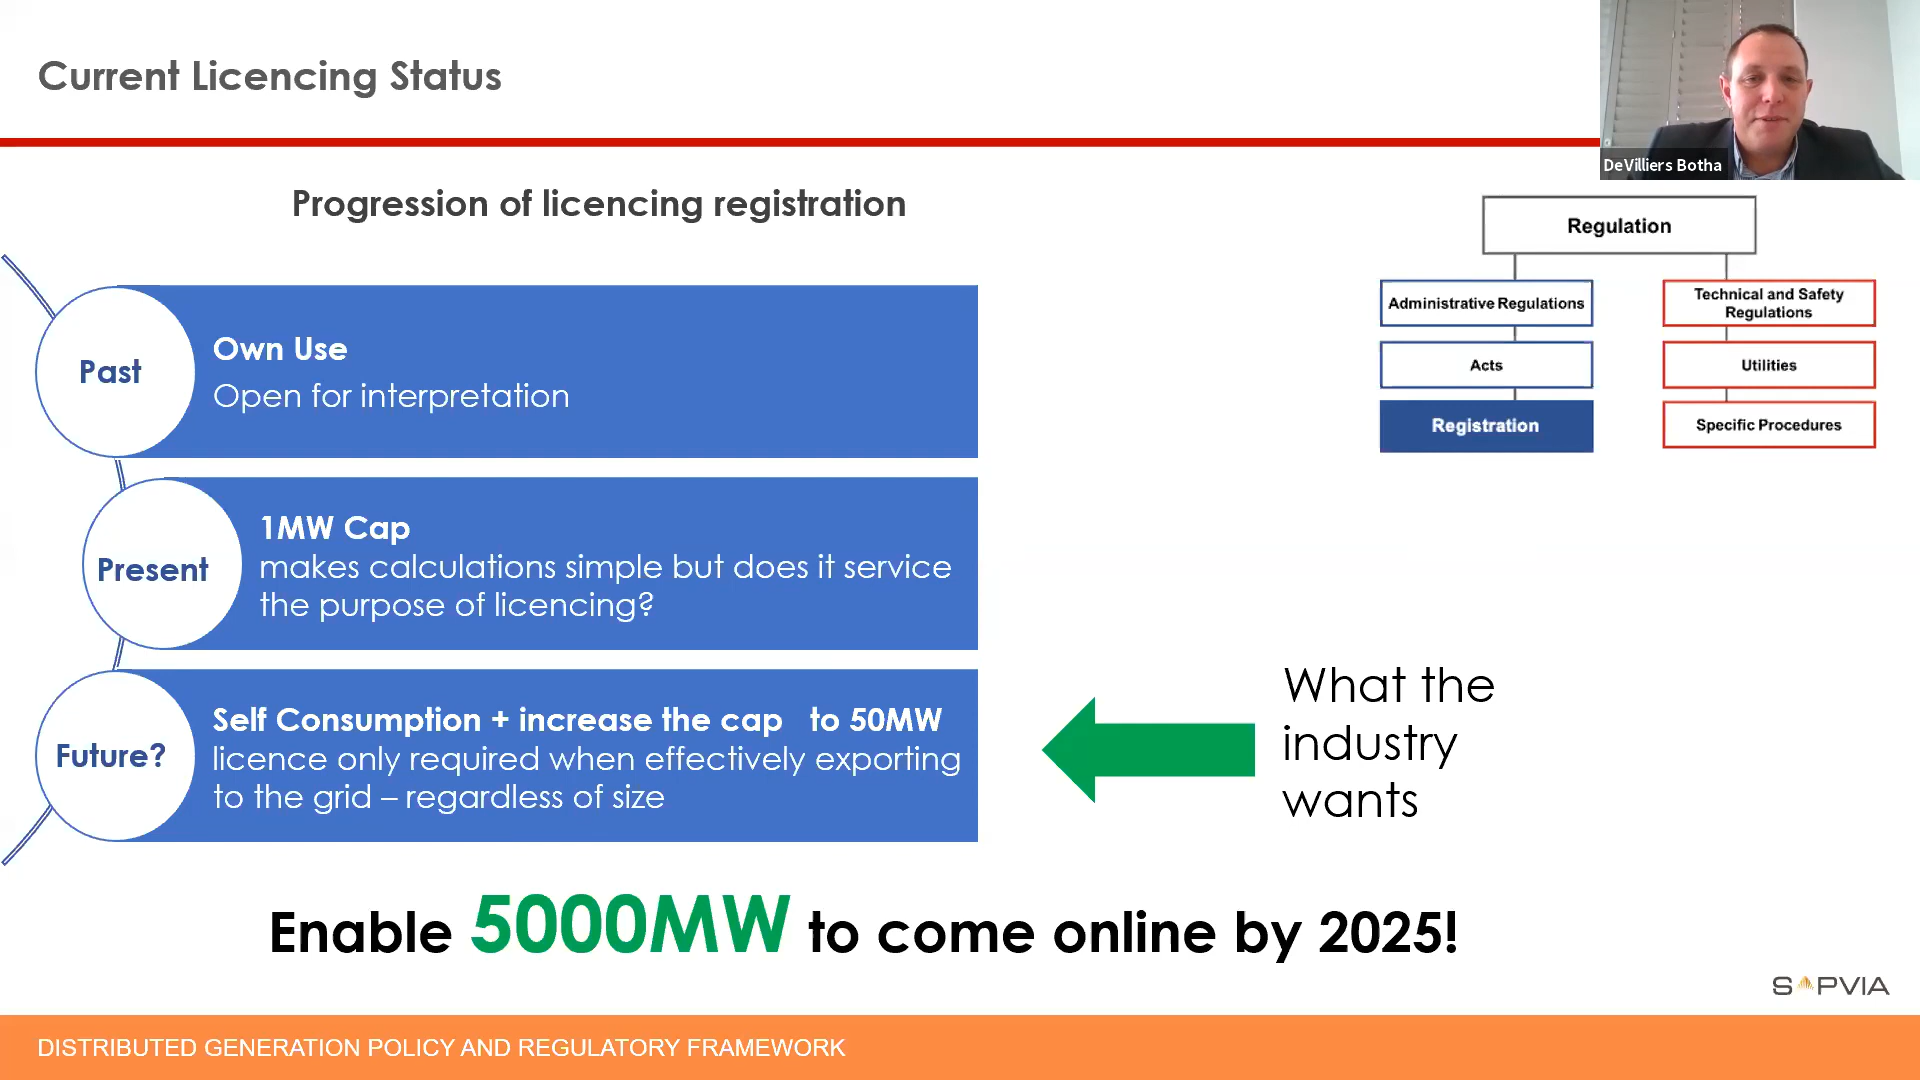 Current Licencing Status
DeVilliers Botha
Progression of licencing registration
Past
Own Use
Open for interpretation
Present
1MW Cap
makes calculations simple but does it service
the purpose of licencing?
Future?
Self Consumption + increase the cap to 50MW
licence only required when effectively exporting
to the grid – regardless of size
Regulation
Administrative Regulations
Acts
Registration
Technical and Safety
Regulations
Utilities
Specific Procedures
What the
industry
wants
Enable 5000MW to come online by 2025!
SAPVIA
DISTRIBUTED GENERATION POLICY AND REGULATORY FRAMEWORK